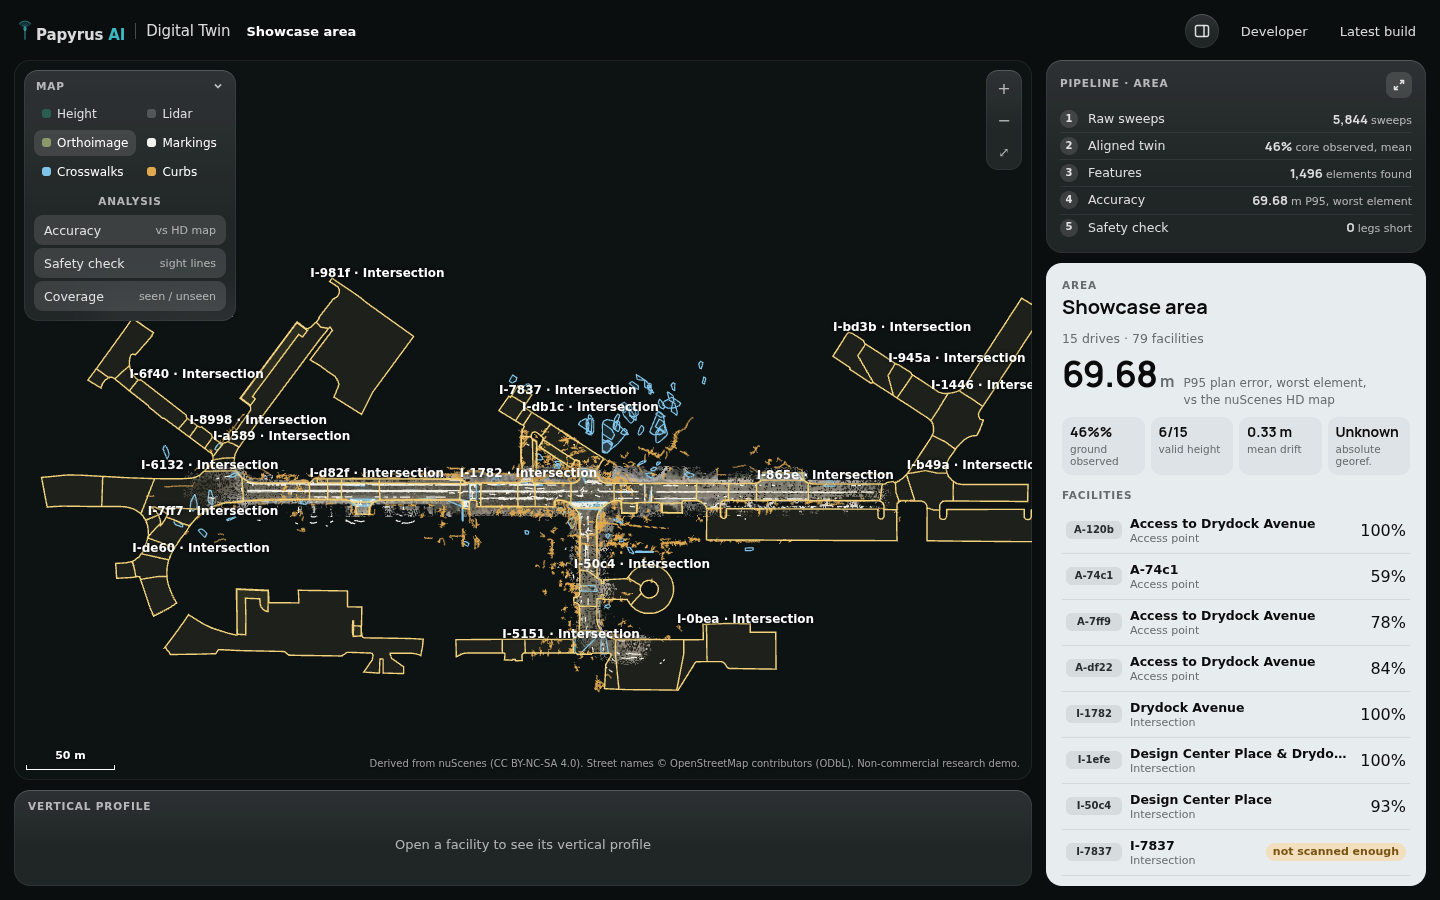 Papyrus AI
Digital Twin
Showcase area
Developer
Latest build
MAP
Height
Lidar
Orthoimage
Markings
Crosswalks
Curbs
ANALYSIS
Accuracy
vs HD map
Safety check
sight lines
Coverage
seen / unseen
+
−
I-981f · Intersection
I-bd3b · Intersection
I-945a · Intersection
I-6f40 · Intersection
I-1446 · Interse
I-7837 · Intersection
I-db1c · Intersection
I-8998 · Intersection
I-a589 · Intersection
I-6132 · Intersection
I-d82f · Intersection
I-1782 · Intersection
I-865e · Intersection
I-b49a · Intersectio
I-7ff7 · Intersection
I-de60 · Intersection
I-50c4 · Intersection
I-0bea · Intersection
I-5151 · Intersection
50 m
Derived from nuScenes (CC BY-NC-SA 4.0). Street names © OpenStreetMap contributors (ODbL). Non-commercial research demo.
VERTICAL PROFILE
Open a facility to see its vertical profile
PIPELINE · AREA
1 Raw sweeps 5,844 sweeps
2 Aligned twin 46% core observed, mean
3 Features 1,496 elements found
4 Accuracy 69.68 m P95, worst element
5 Safety check 0 legs short
AREA
Showcase area
15 drives · 79 facilities
69.68 m P95 plan error, worst element,
vs the nuScenes HD map
46%%
ground
observed
6/15
valid height
0.33 m
mean drift
Unknown
absolute
georef.
FACILITIES
A-120b Access to Drydock Avenue 100%
Access point
A-74c1 A-74c1 59%
Access point
A-7ff9 Access to Drydock Avenue 78%
Access point
A-df22 Access to Drydock Avenue 84%
Access point
I-1782 Drydock Avenue 100%
Intersection
I-1efe Design Center Place & Drydo… 100%
Intersection
I-50c4 Design Center Place 93%
Intersection
I-7837 I-7837 not scanned enough
Intersection